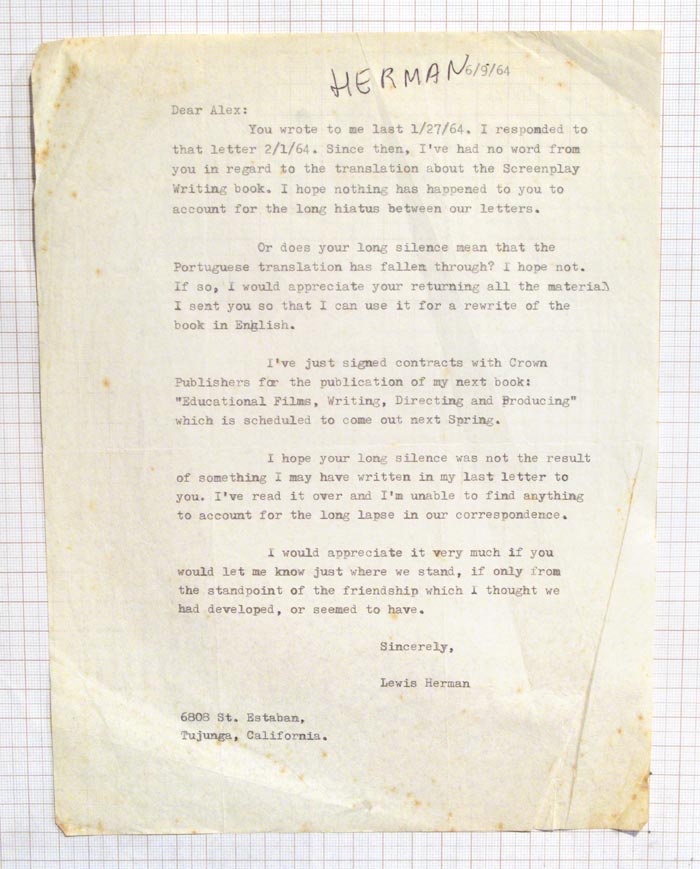 HERMAN 6/9/64
Dear Alex:
You wrote to me last 1/27/64. I responded to
that letter 2/1/64. Since then, I've had no word from
you in regard to the translation about the Screenplay
Writing book. I hope nothing has happened to you to
account for the long hiatus between our letters.
Or does your long silence mean that the
Portuguese translation has fallen through? I hope not.
If so, I would appreciate your returning all the material
I sent you so that I can use it for a rewrite of the
book in English.
I've just signed contracts with Crown
Publishers for the publication of my next book:
"Educational Films, Writing, Directing and Producing"
which is scheduled to come out next Spring.
I hope your long silence was not the result
of something I may have written in my last letter to
you. I've read it over and I'm unable to find anything
to account for the long lapse in our correspondence.
I would appreciate it very much if you
would let me know just where we stand, if only from
the standpoint of the friendship which I thought we
had developed, or seemed to have.
Sincerely,
Lewis Herman
6808 St. Estaban,
Tujunga, California.